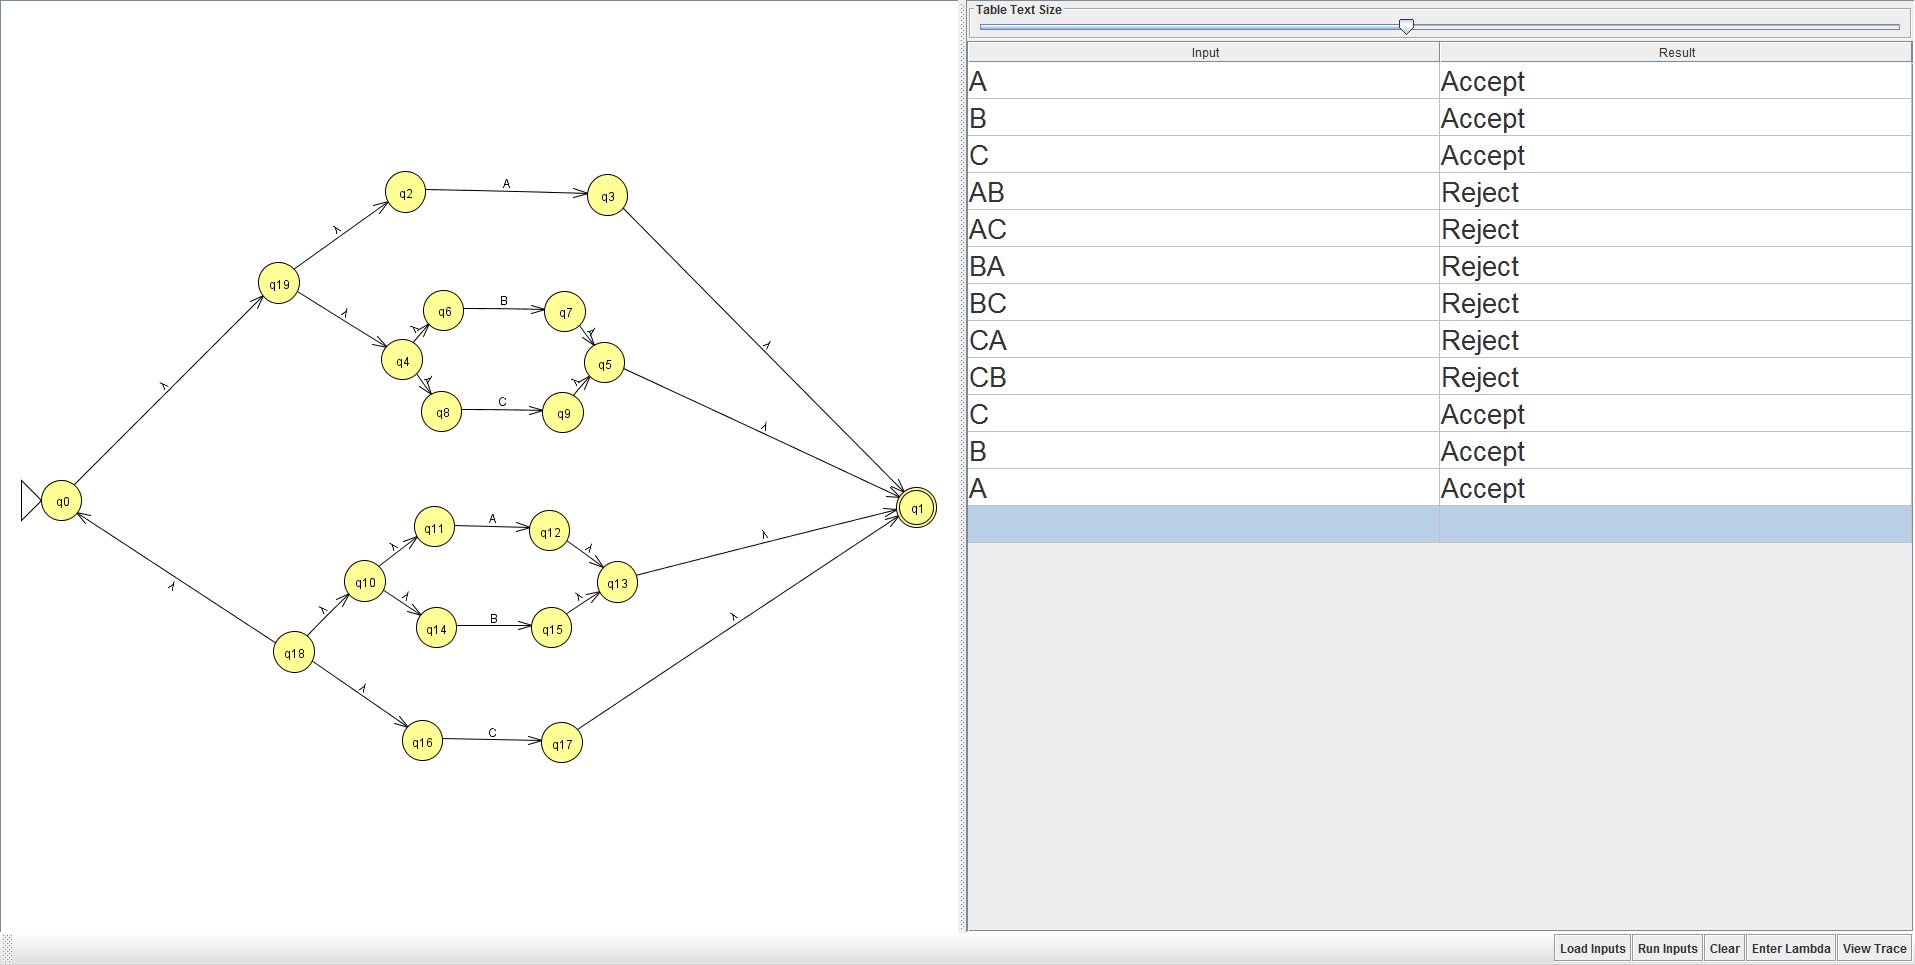 Table Text Size
Input Result
A Accept
B Accept
C Accept
AB Reject
AC Reject
BA Reject
BC Reject
CA Reject
CB Reject
C Accept
B Accept
A Accept
q2 A q3
λ
q19
λ λ
q6 B q7
λ λ
q4 q5
λ λ
q8 C q9
λ
λ
q0 q1
q11 A q12
λ λ
q10 q13
λ λ
q14 B q15
λ
λ
λ
q18
λ
λ
q16 C q17
Load Inputs Run Inputs Clear Enter Lambda View Trace